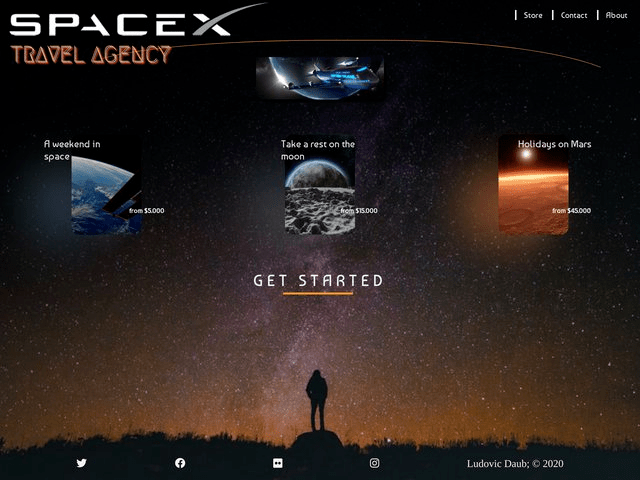 SPACEX
TRAVEL AGENCY
Store
Contact
About
A weekend in
space
from $5.000
Take a rest on the
moon
from $15.000
Holidays on Mars
from $45.000
GET STARTED
Ludovic Daub; © 2020